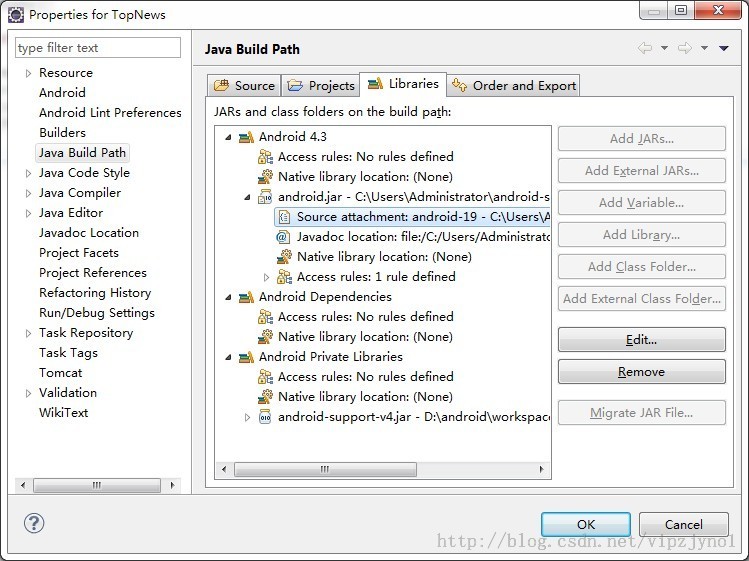 Properties for TopNews
type filter text
Resource
Android
Android Lint Preferences
Builders
Java Build Path
Java Code Style
Java Compiler
Java Editor
Javadoc Location
Project Facets
Project References
Refactoring History
Run/Debug Settings
Task Repository
Task Tags
Tomcat
Validation
WikiText
Java Build Path
Source
Projects
Libraries
Order and Export
JARs and class folders on the build path:
Android 4.3
Access rules: No rules defined
Native library location: (None)
android.jar - C:\Users\Administrator\android-s
Source attachment: android-19 - C:\Users\A
Javadoc location: file:/C:/Users/Administrato
Native library location: (None)
Access rules: 1 rule defined
Android Dependencies
Access rules: No rules defined
Native library location: (None)
Android Private Libraries
Access rules: No rules defined
Native library location: (None)
android-support-v4.jar - D:\android\workspac
Add JARs...
Add External JARs...
Add Variable...
Add Library...
Add Class Folder...
Add External Class Folder...
Edit...
Remove
Migrate JAR File...
OK
Cancel
http://blog.csdn.net/vipzjyno1